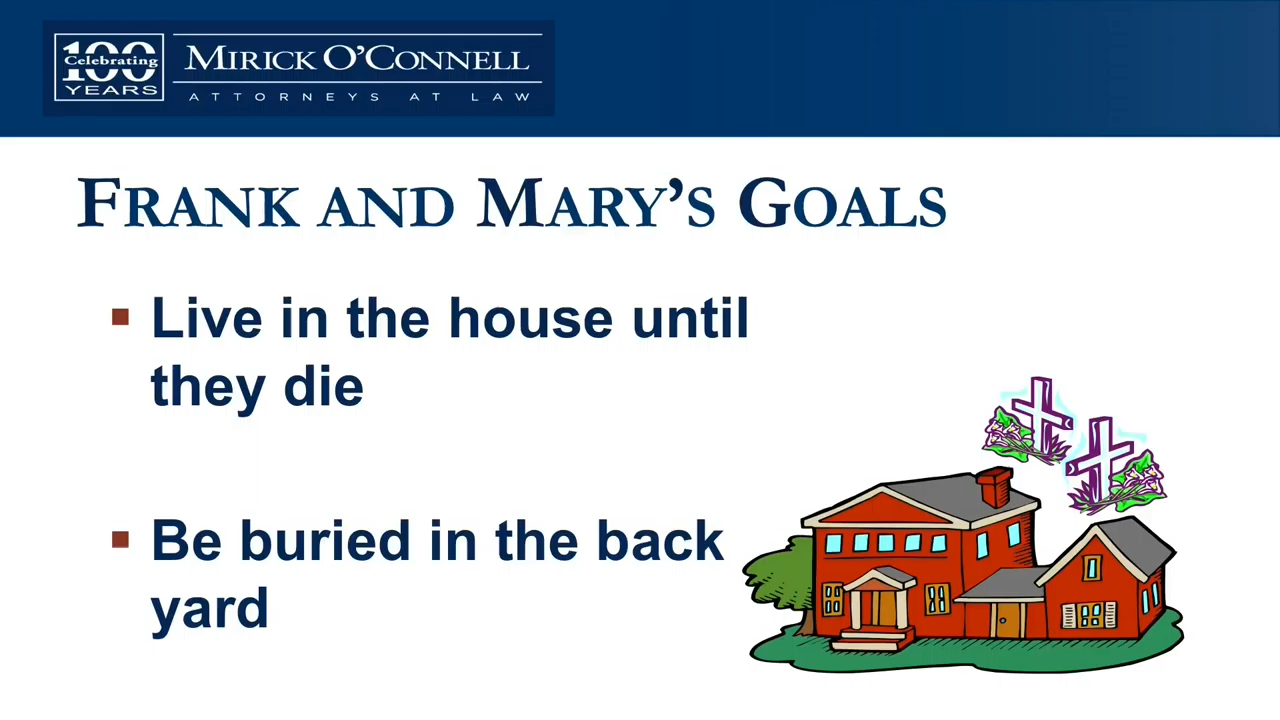 Celebrating
100
YEARS
MIRICK O'CONNELL
ATTORNEYS AT LAW
FRANK AND MARY'S GOALS
Live in the house until
they die
Be buried in the back
yard